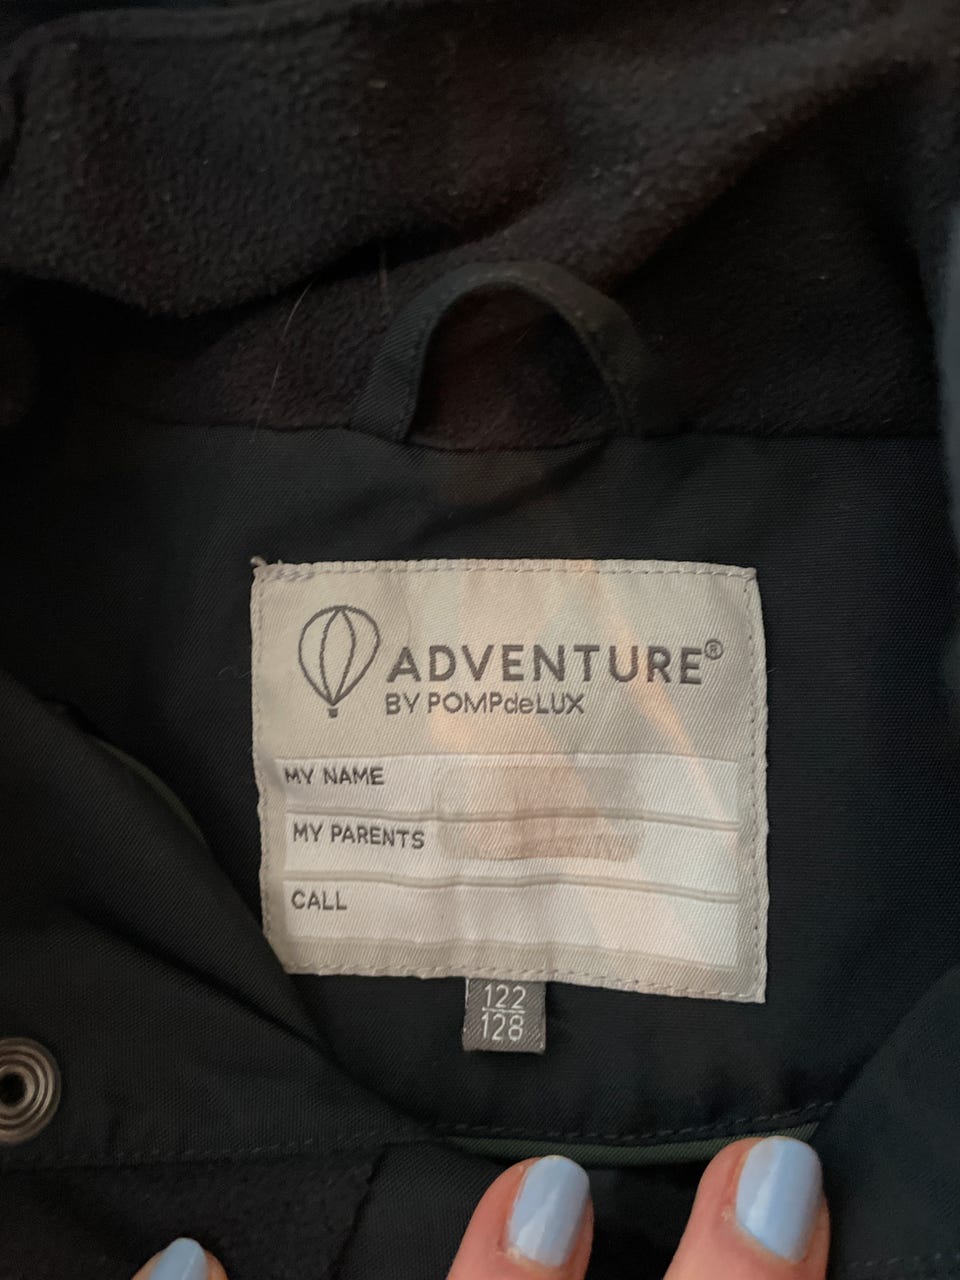 ADVENTURE®
BY POMPdeLUX
MY NAME
MY PARENTS
CALL
122
128